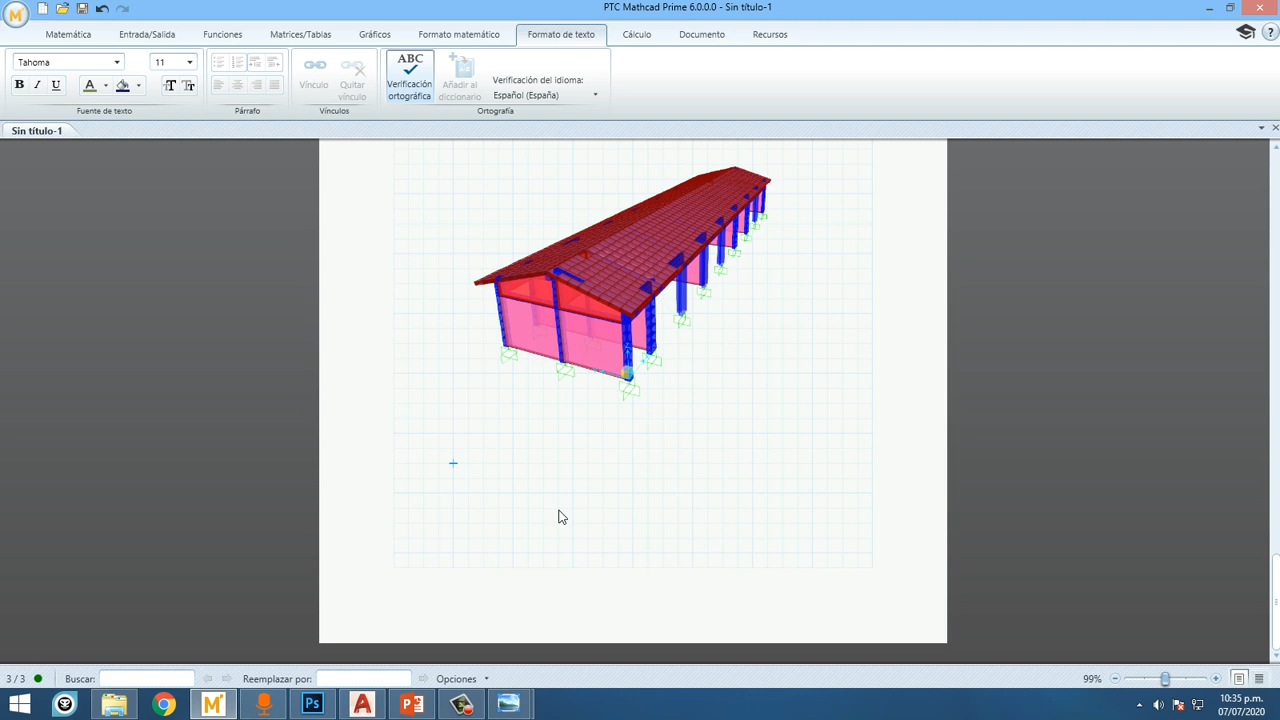 PTC Mathcad Prime 6.0.0.0 - Sin título-1
Matemática Entrada/Salida Funciones Matrices/Tablas Gráficos Formato matemático Formato de texto Cálculo Documento Recursos
Tahoma 11 ABC Verificación del idioma:
B I U A Vínculo Quitar vínculo Verificación ortográfica Añadir al diccionario Español (España)
Fuente de texto Párrafo Vínculos Ortografía
Sin título-1
3 / 3 Buscar: Reemplazar por: Opciones 99%
10:35 p.m.
07/07/2020